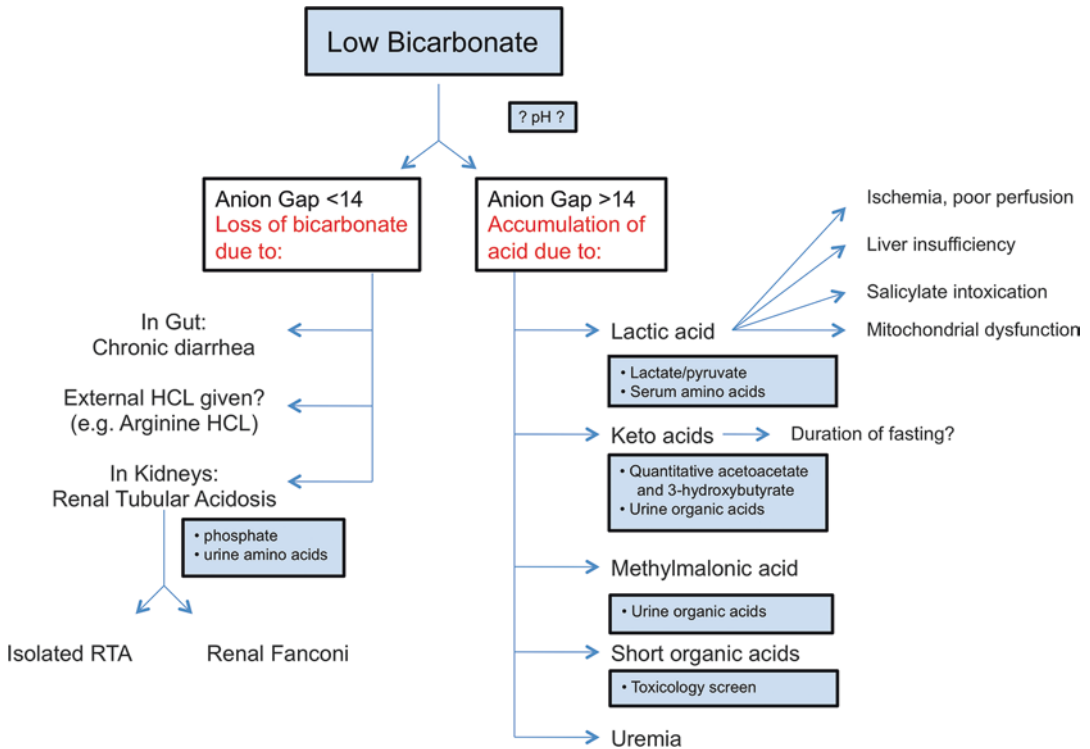 Low Bicarbonate
? pH ?
Anion Gap <14
Loss of bicarbonate
due to:
Anion Gap >14
Accumulation of
acid due to:
In Gut:
Chronic diarrhea
External HCL given?
(e.g. Arginine HCL)
In Kidneys:
Renal Tubular Acidosis
• phosphate
• urine amino acids
Isolated RTA
Renal Fanconi
Lactic acid
Ischemia, poor perfusion
Liver insufficiency
Salicylate intoxication
Mitochondrial dysfunction
• Lactate/pyruvate
• Serum amino acids
Keto acids
Duration of fasting?
• Quantitative acetoacetate
and 3-hydroxybutyrate
• Urine organic acids
Methylmalonic acid
• Urine organic acids
Short organic acids
• Toxicology screen
Uremia